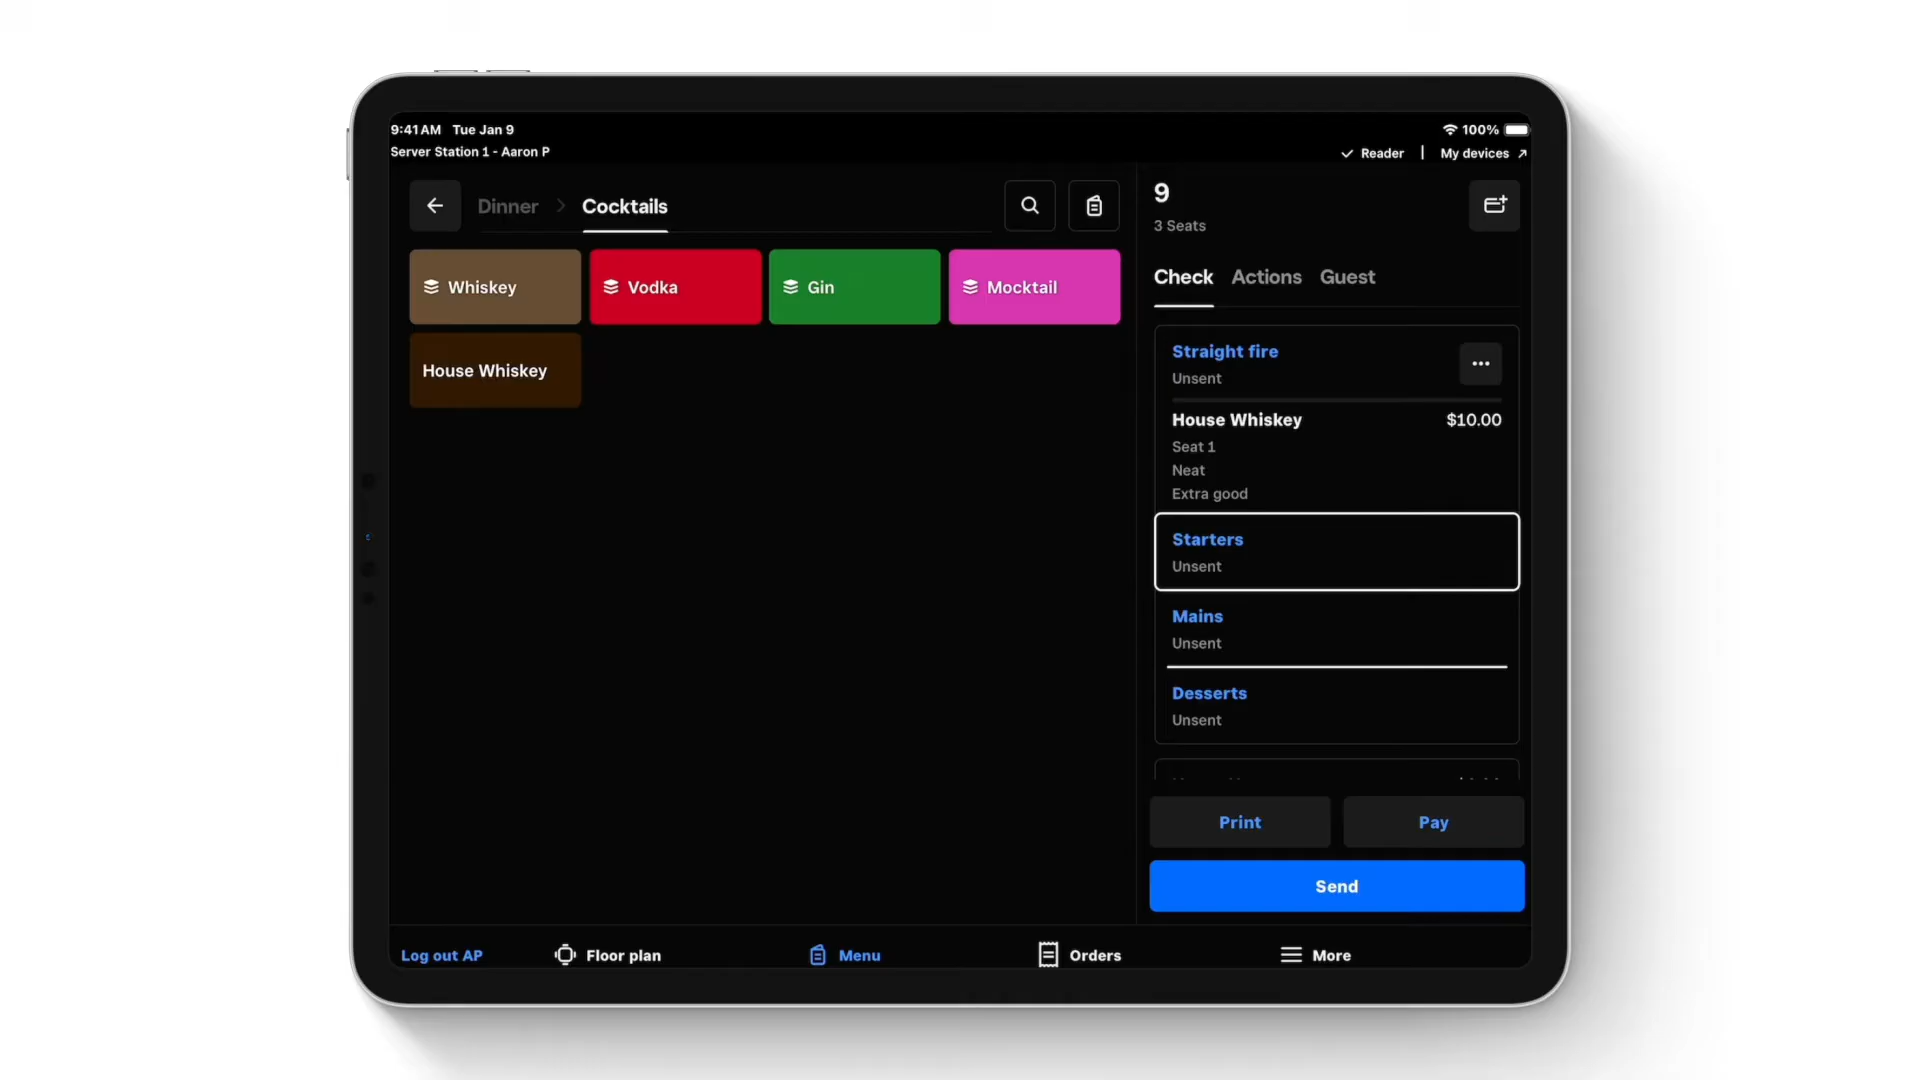 9:41 AM Tue Jan 9
100%
Server Station 1 - Aaron P
Reader | My devices
Dinner > Cocktails
9
3 Seats
Check Actions Guest
Whiskey
Vodka
Gin
Mocktail
House Whiskey
Straight fire
Unsent
House Whiskey $10.00
Seat 1
Neat
Extra good
Starters
Unsent
Mains
Unsent
Desserts
Unsent
Print
Pay
Send
Log out AP
Floor plan
Menu
Orders
More